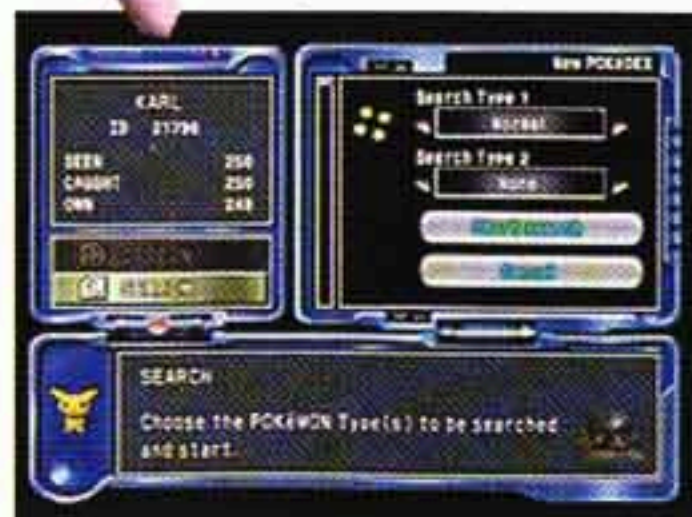 KARL
ID 21796
SEEN 250
CAUGHT 250
OWN 249
New POKéDEX
Search Type 1
Normal
Search Type 2
None
SEARCH
Choose the POKéMON Type(s) to be searched
and start.